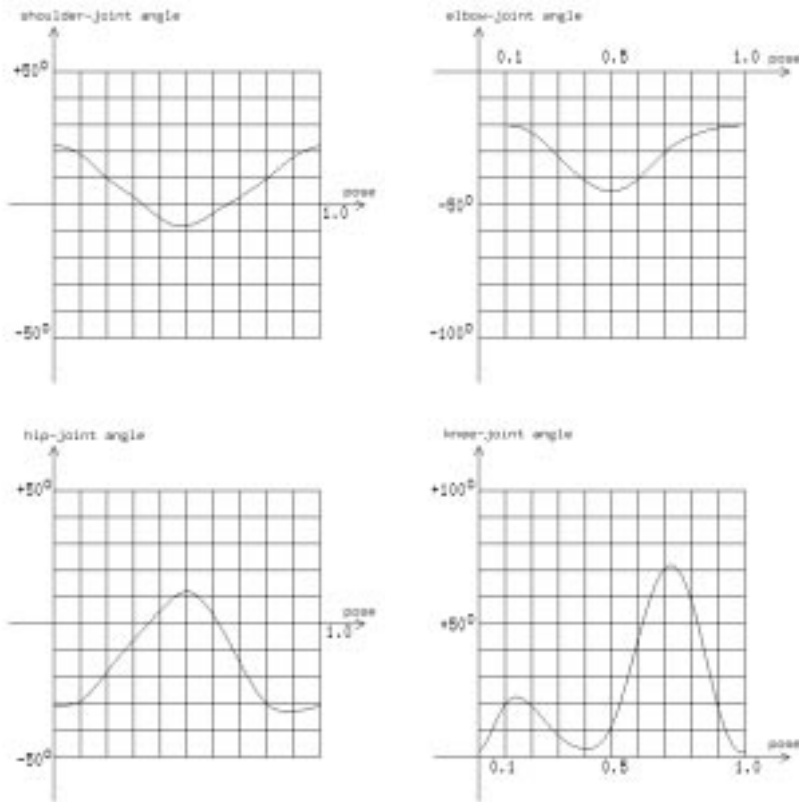 shoulder-joint angle
+50°
pose
1.0
-50°
elbow-joint angle
0.1 0.5 1.0 pose
-50°
-100°
hip-joint angle
+50°
pose
1.0
-50°
knee-joint angle
+100°
+50°
pose
0.1 0.5 1.0